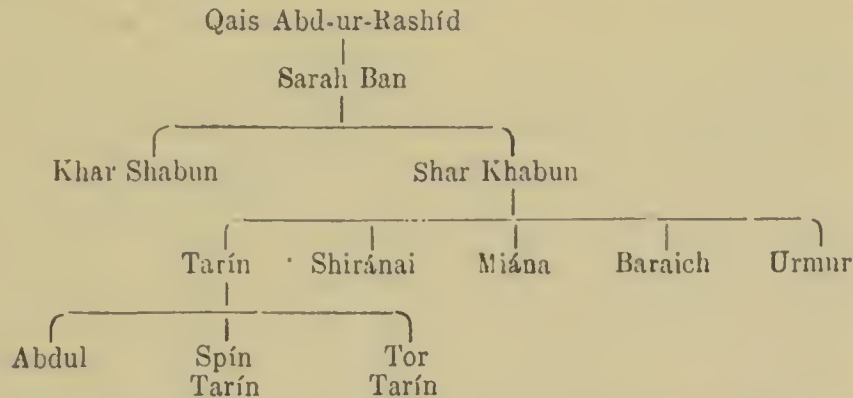 Qais Abd-ur-Rashíd
Sarah Ban
Khar Shabun Shar Khabun
Tarín Shiránai Miána Baraich Urmur
Abdul Spín Tor
Tarín Tarín